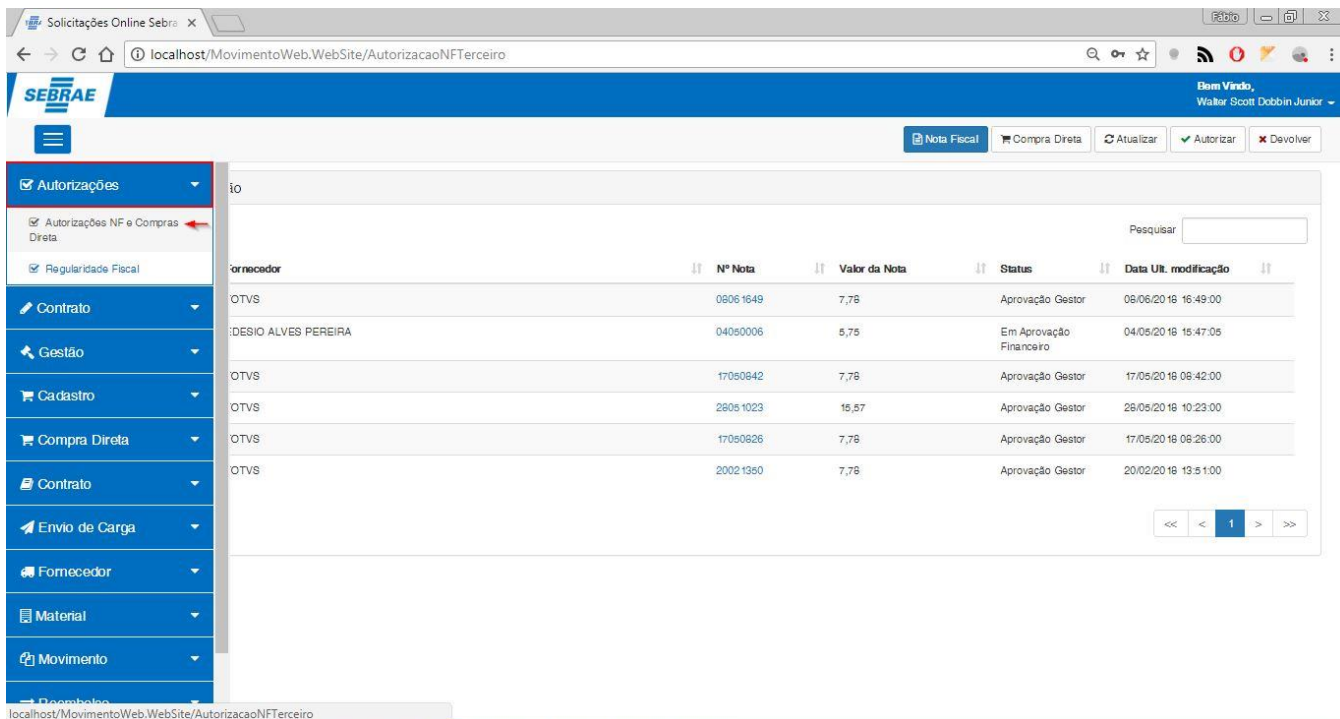 Solicitações Online Sebra
Fábio
localhost/MovimentoWeb.WebSite/AutorizacaoNFTerceiro
SEBRAE
Bem Vindo,
Walter Scott Dobbin Junior
Nota Fiscal
Compra Direta
Atualizar
Autorizar
Devolver
Autorizações
ão
Autorizações NF e Compras
Direta
Pesquisar
Regularidade Fiscal
Fornecedor Nº Nota Valor da Nota Status Data Ult. modificação
OTVS 08061649 7,78 Aprovação Gestor 08/06/2018 16:49:00
Contrato
EDESIO ALVES PEREIRA 04050006 5,75 Em Aprovação 04/05/2018 15:47:05
Financeiro
Gestão
OTVS 17050842 7,78 Aprovação Gestor 17/05/2018 08:42:00
Cadastro
OTVS 28051023 15,57 Aprovação Gestor 28/05/2018 10:23:00
Compra Direta
OTVS 17050826 7,78 Aprovação Gestor 17/05/2018 08:26:00
OTVS 20021350 7,78 Aprovação Gestor 20/02/2018 13:51:00
Contrato
Envio de Carga
<< < 1 > >>
Fornecedor
Material
Movimento
Reembolso
localhost/MovimentoWeb.WebSite/AutorizacaoNFTerceiro